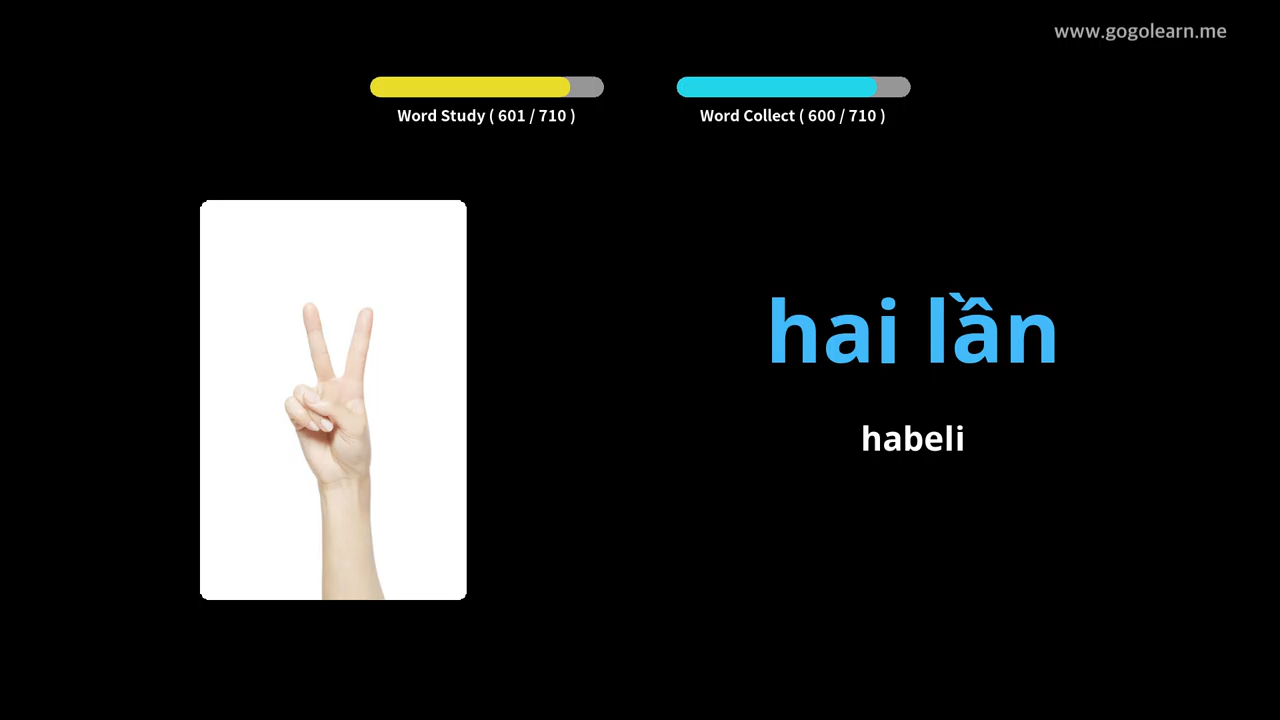 www.gogolearn.me
Word Study ( 601 / 710 )
Word Collect ( 600 / 710 )
hai lần
habeli